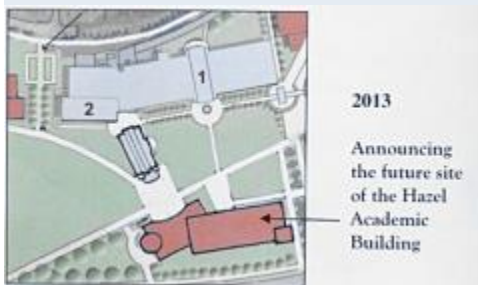 1
2
2013
Announcing
the future site
of the Hazel
Academic
Building